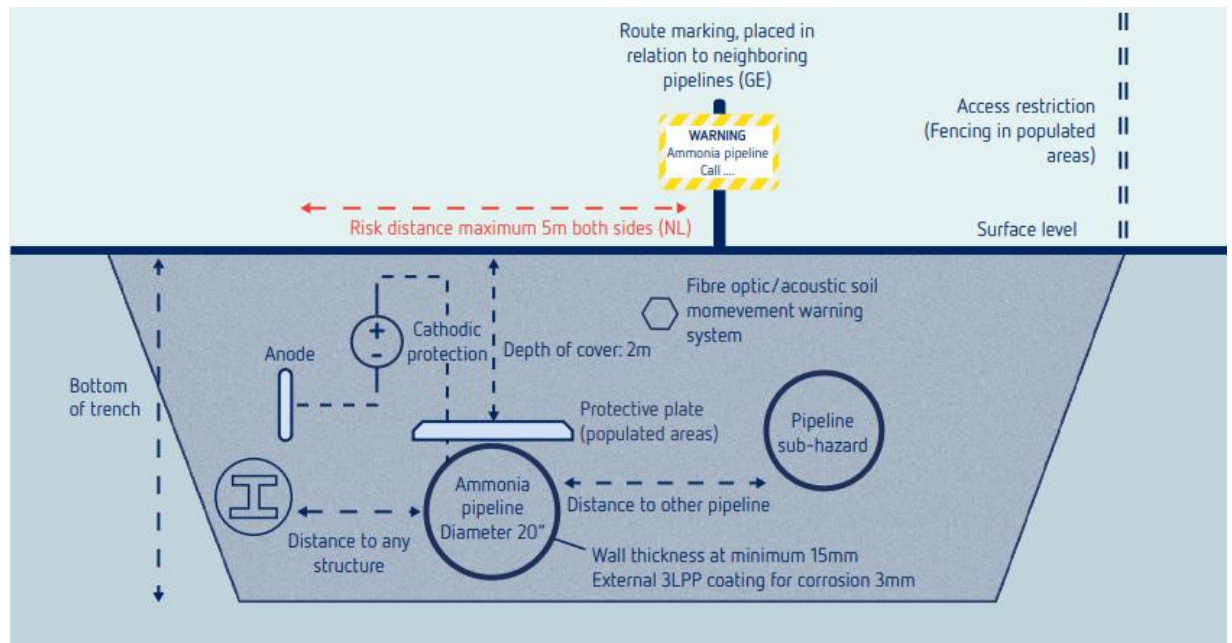 Route marking, placed in
relation to neighboring
pipelines (GE)
WARNING
Ammonia pipeline
Call ....
Access restriction
(Fencing in populated
areas)
Risk distance maximum 5m both sides (NL)
Surface level
Fibre optic/acoustic soil
momevement warning
system
Cathodic
protection
+
-
Anode
Depth of cover: 2m
Bottom
of trench
Protective plate
(populated areas)
Pipeline
sub-hazard
Ammonia
pipeline
Diameter 20"
Distance to other pipeline
Distance to any
structure
Wall thickness at minimum 15mm
External 3LPP coating for corrosion 3mm